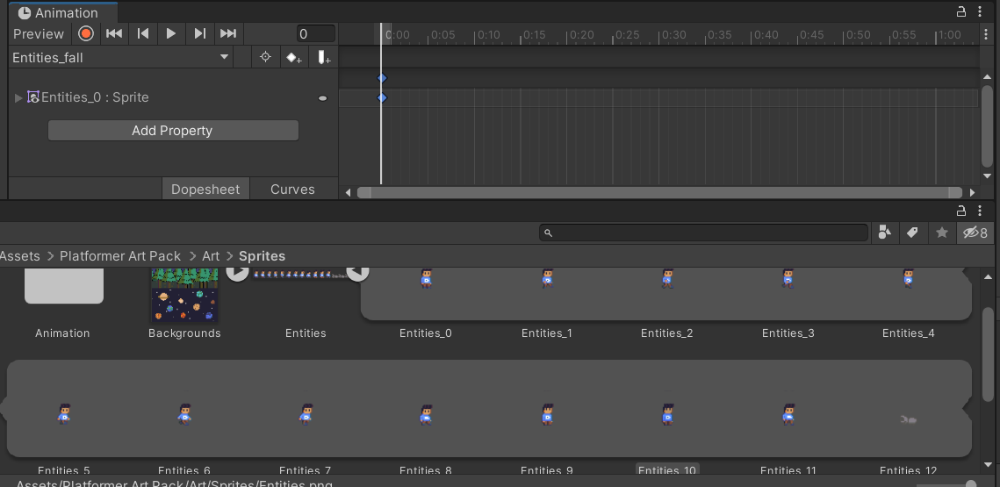 Animation
Preview 0 0:00 0:05 0:10 0:15 0:20 0:25 0:30 0:35 0:40 0:45 0:50 0:55 1:00
Entities_fall
Entities_0 : Sprite
Add Property
Dopesheet Curves
8
Assets > Platformer Art Pack > Art > Sprites
Animation Backgrounds Entities Entities_0 Entities_1 Entities_2 Entities_3 Entities_4
Entities_5 Entities_6 Entities_7 Entities_8 Entities_9 Entities_10 Entities_11 Entities_12
Assets/Platformer Art Pack/Art/Sprites/Entities.png